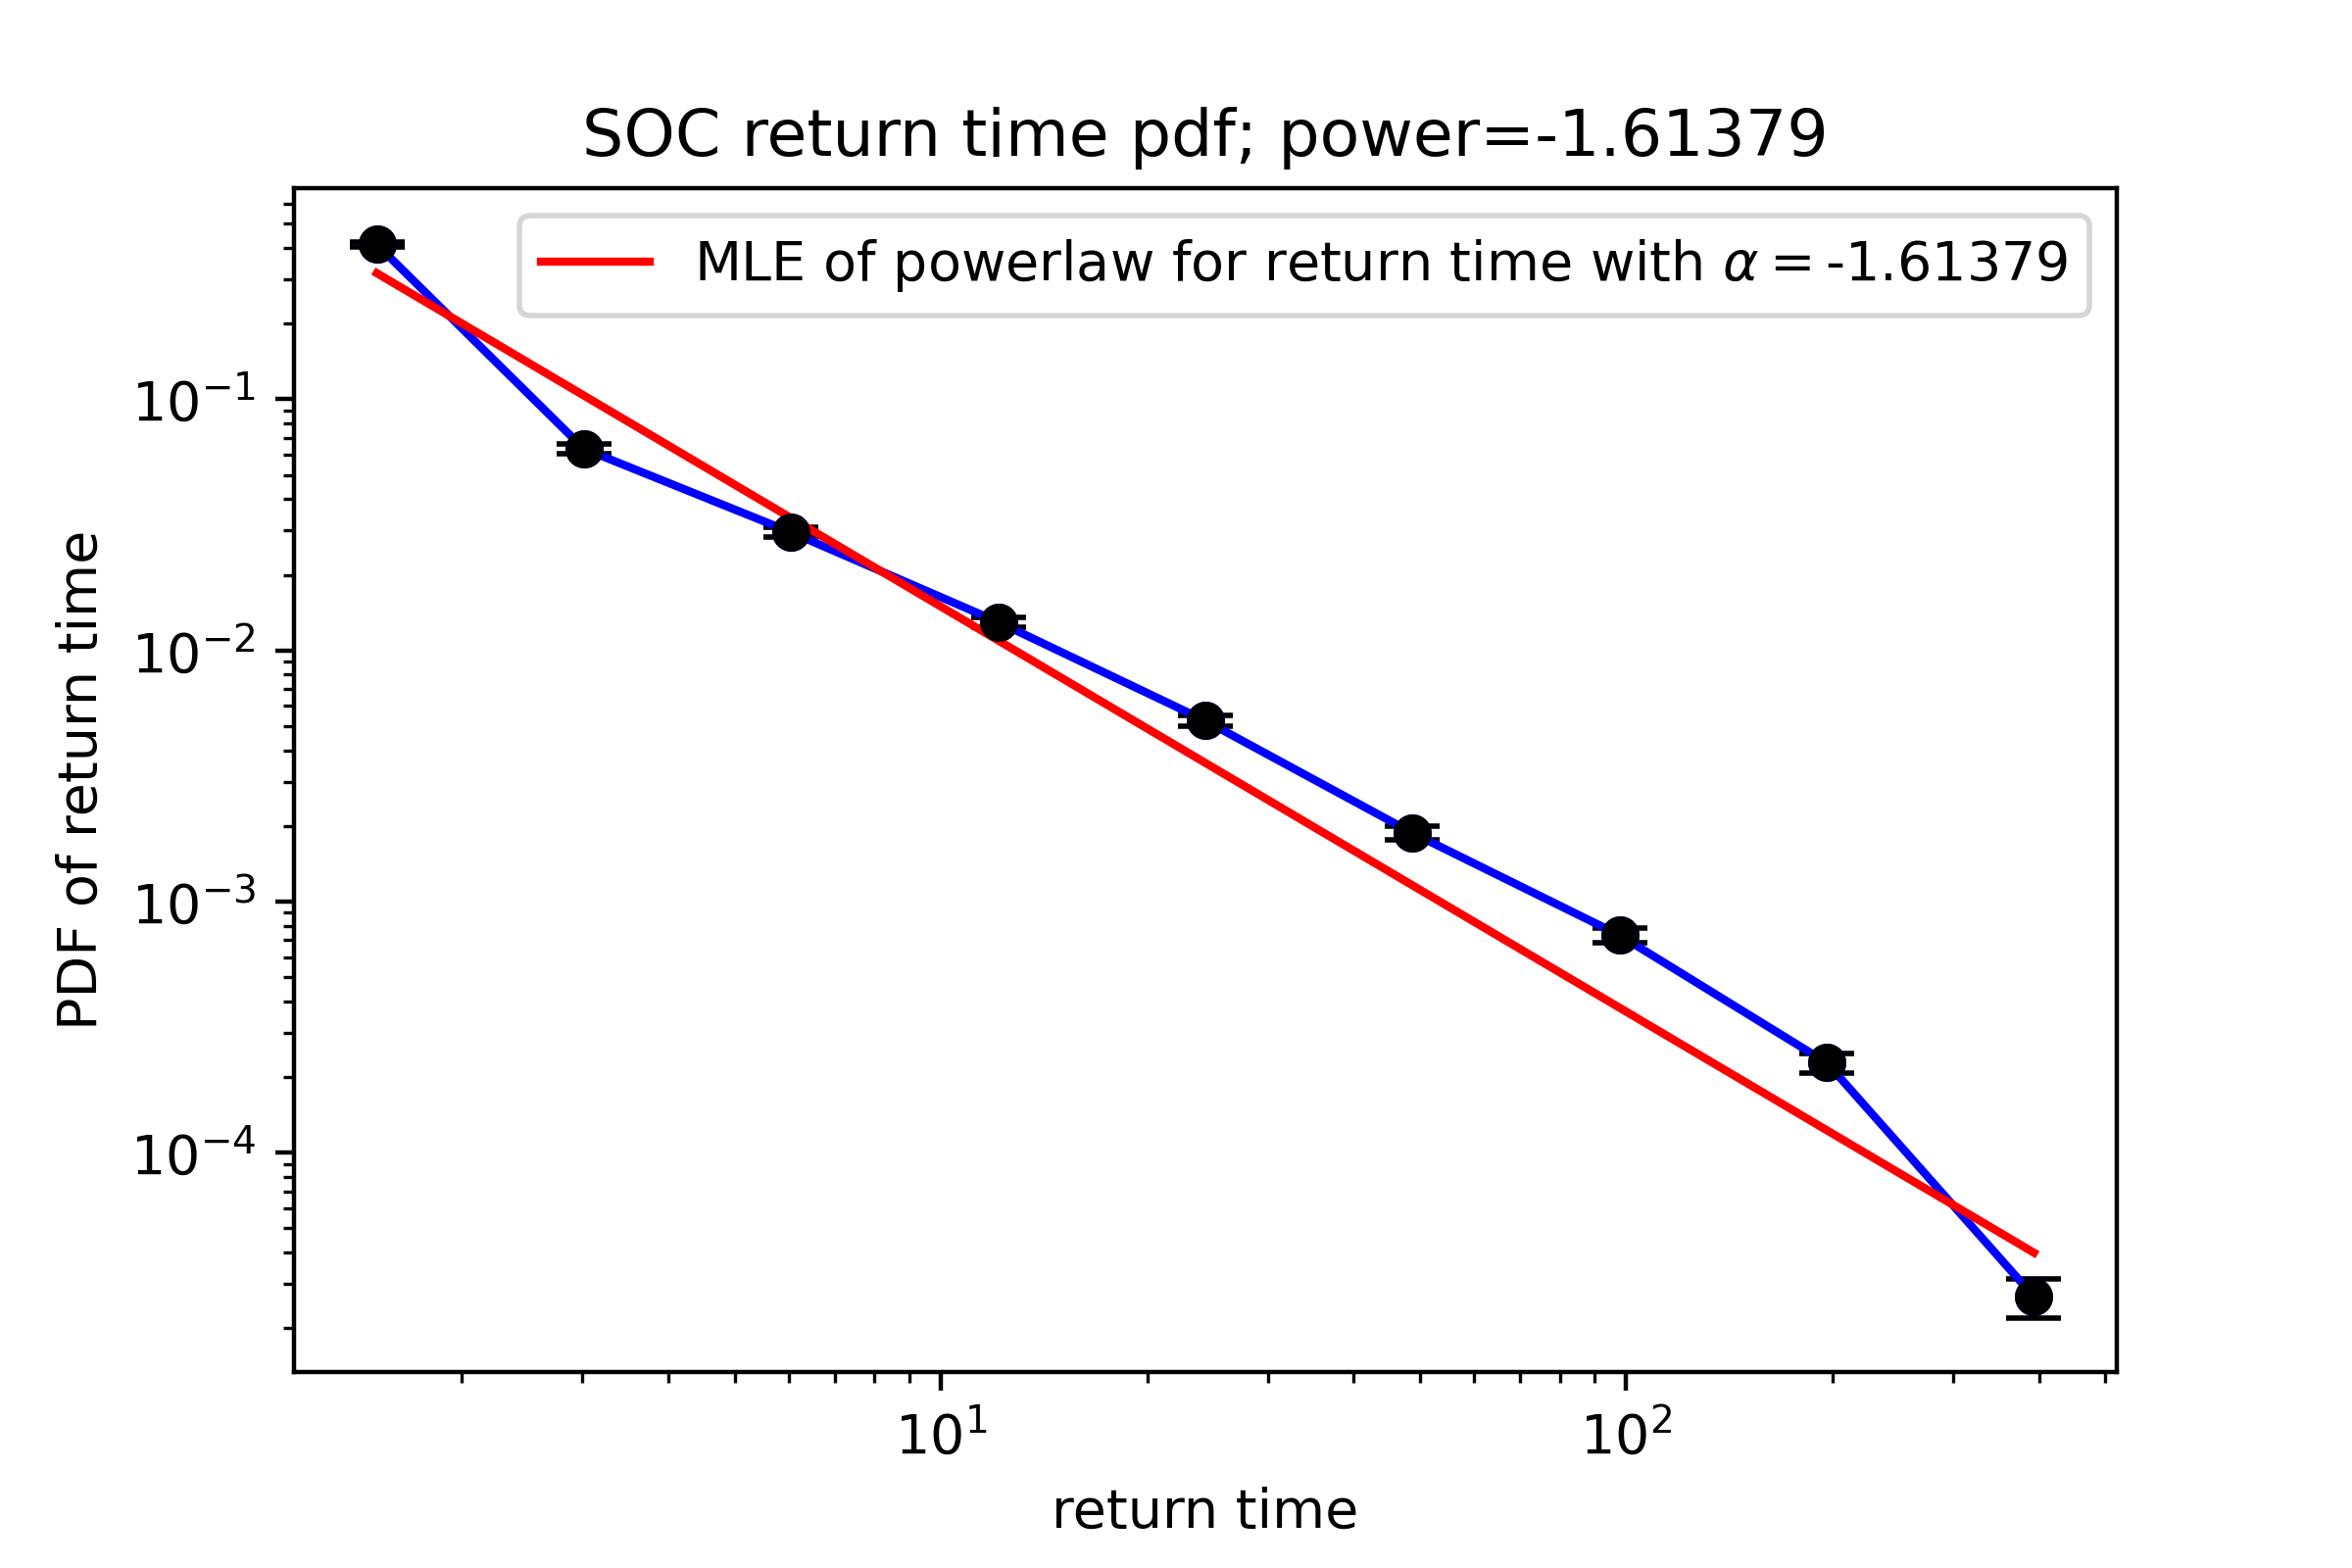 SOC return time pdf; power=-1.61379
MLE of powerlaw for return time with α = -1.61379
PDF of return time
10⁻¹
10⁻²
10⁻³
10⁻⁴
10¹
10²
return time